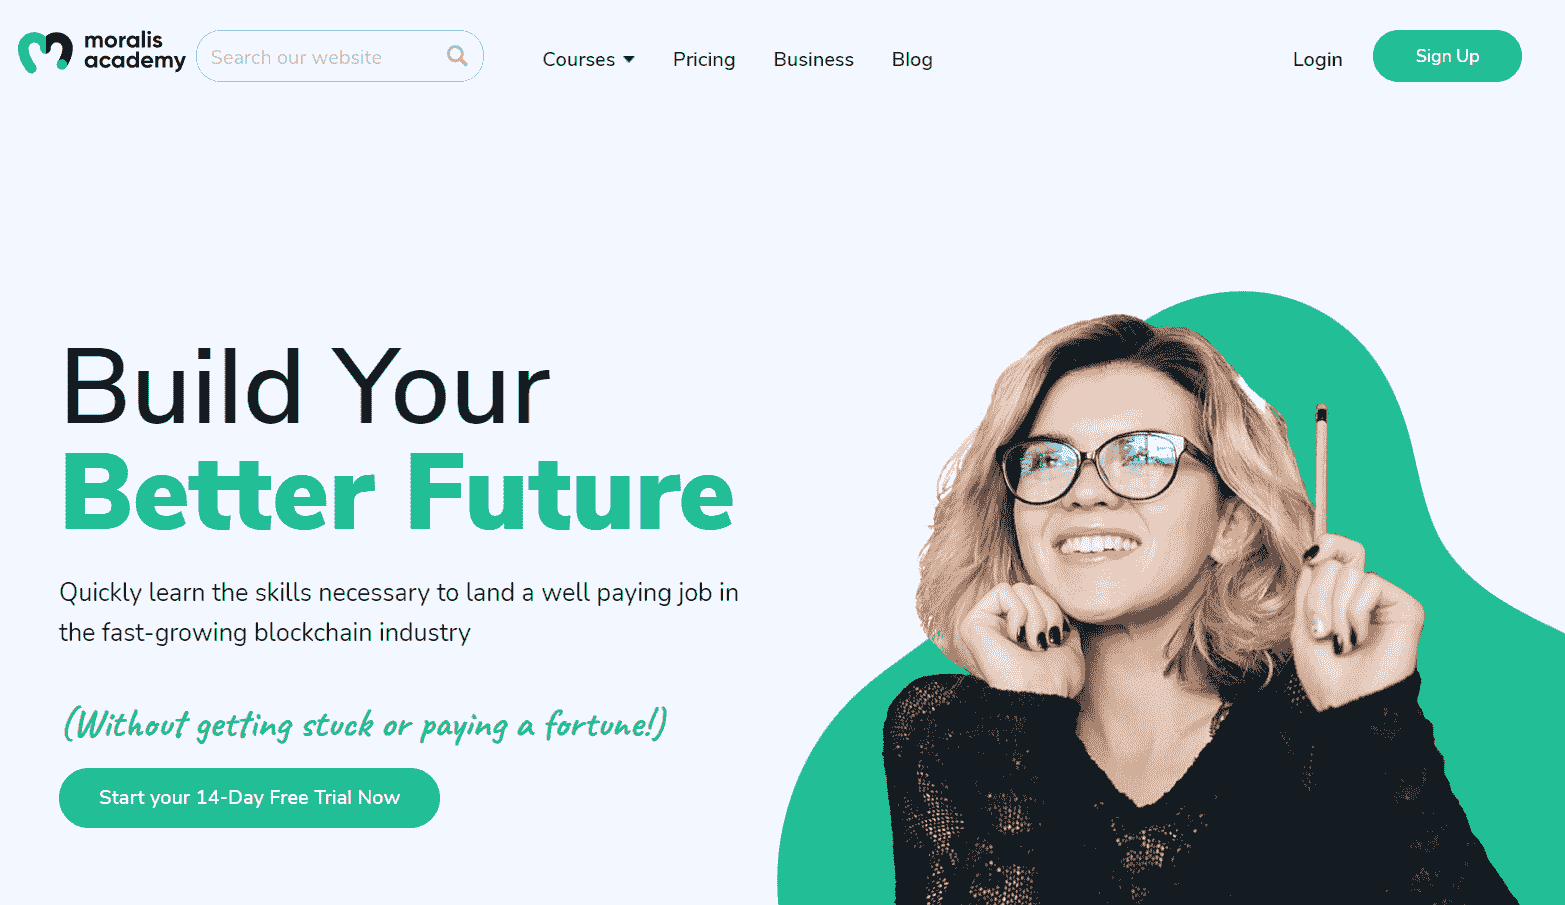 moralis
academy
Search our website
Courses
Pricing
Business
Blog
Login
Sign Up
Build Your
Better Future
Quickly learn the skills necessary to land a well paying job in
the fast-growing blockchain industry
(Without getting stuck or paying a fortune!)
Start your 14-Day Free Trial Now